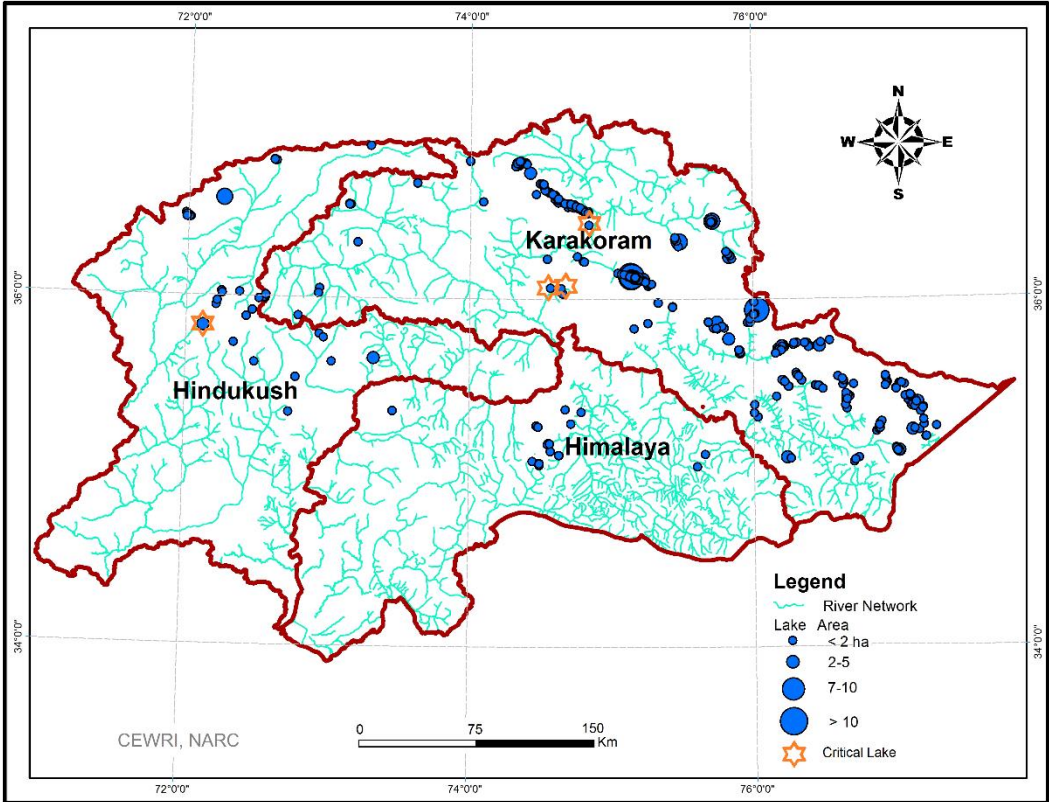 72°0'0"
74°0'0"
76°0'0"
N
W
E
S
Karakoram
36°0'0"
36°0'0"
Hindukush
Himalaya
Legend
River Network
Lake Area
< 2 ha
34°0'0"
34°0'0"
2-5
7-10
0
75
150
> 10
Km
CEWRI, NARC
Critical Lake
72°0'0"
74°0'0"
76°0'0"